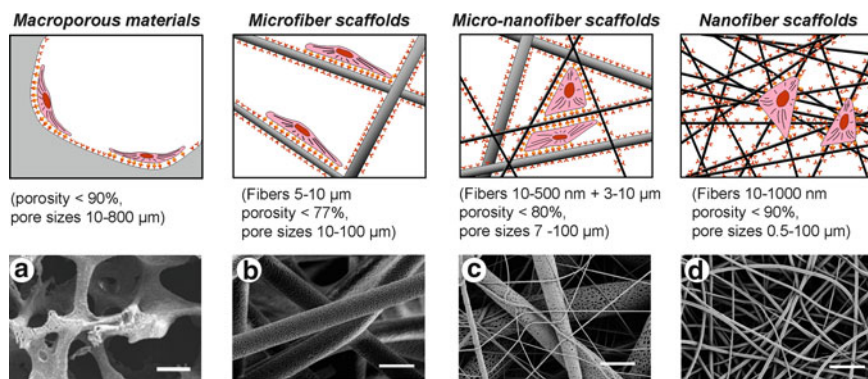 Macroporous materials
Microfiber scaffolds
Micro-nanofiber scaffolds
Nanofiber scaffolds
(porosity < 90%,
pore sizes 10-800 µm)
(Fibers 5-10 µm
porosity < 77%,
pore sizes 10-100 µm)
(Fibers 10-500 nm + 3-10 µm
porosity < 80%,
pore sizes 7 -100 µm)
(Fibers 10-1000 nm
porosity < 90%,
pore sizes 0.5-100 µm)
a
b
c
d